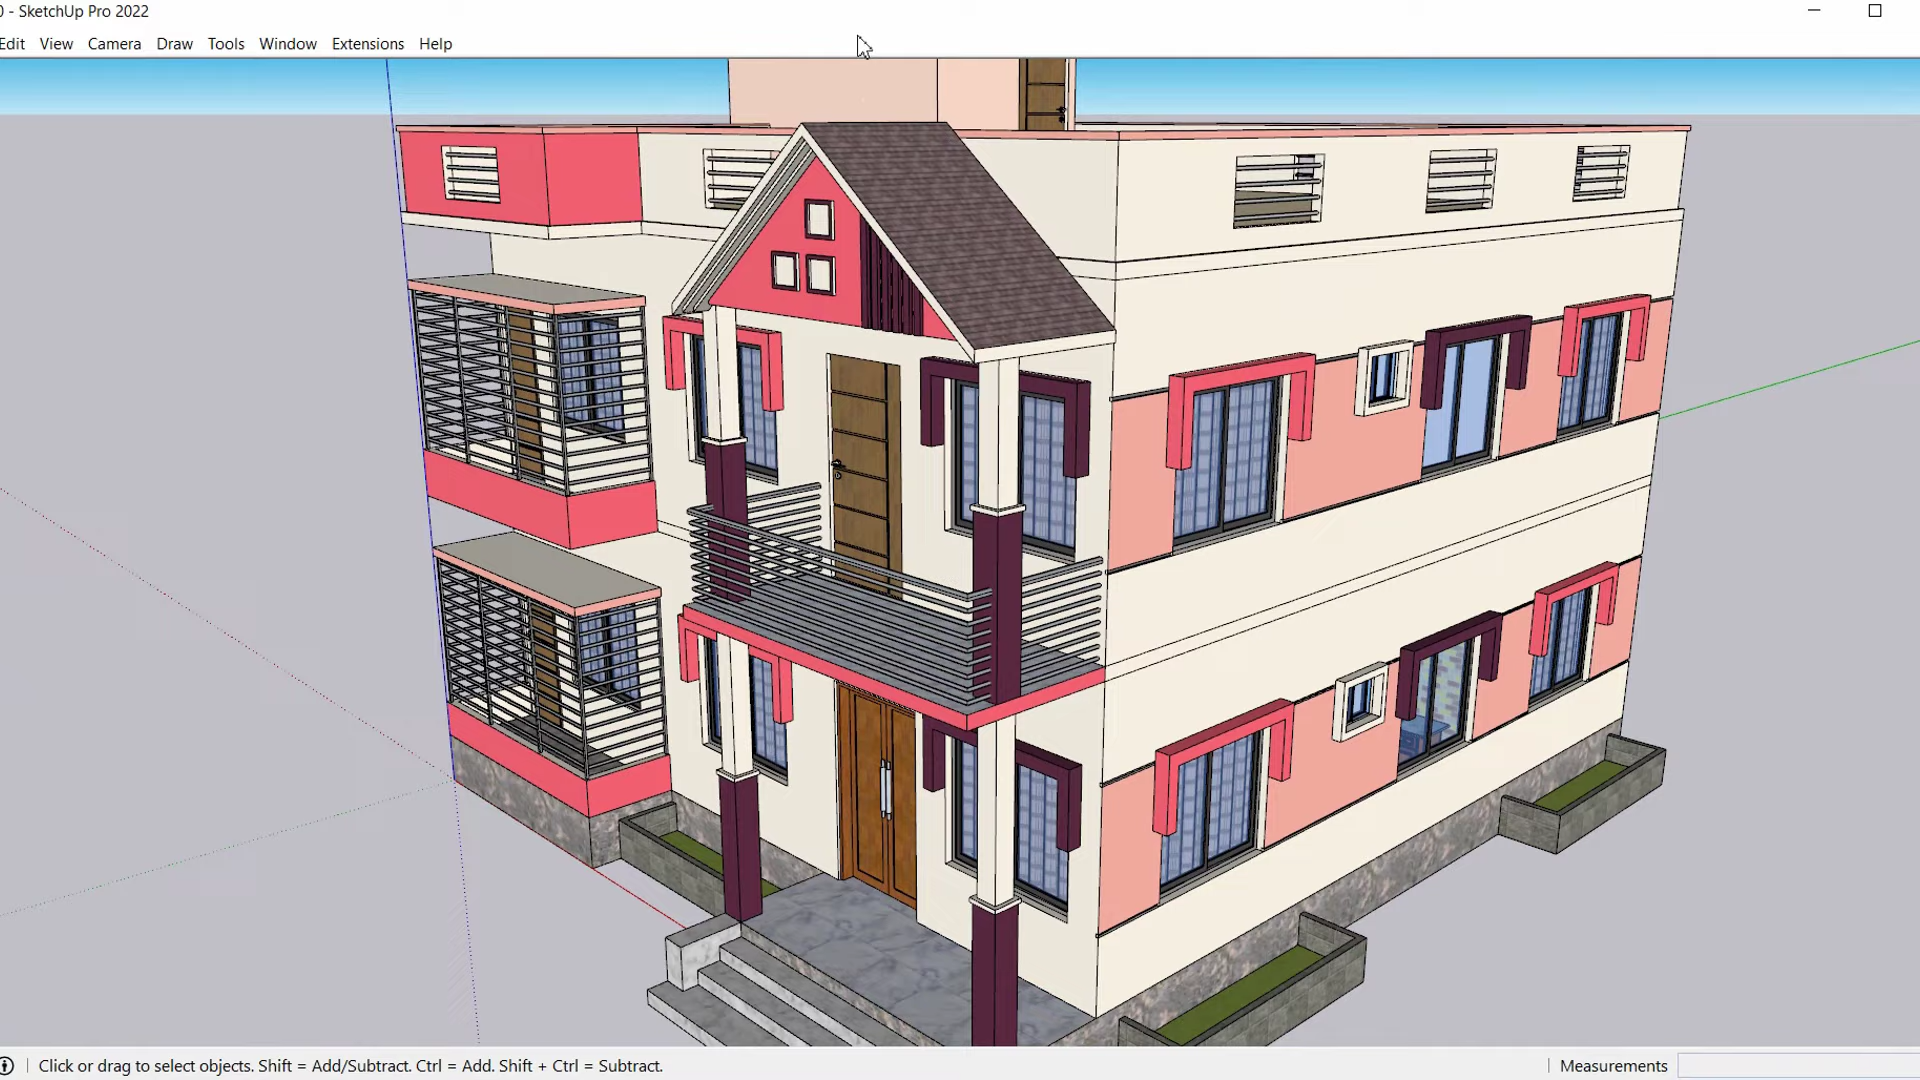 0 - SketchUp Pro 2022
Edit View Camera Draw Tools Window Extensions Help
Click or drag to select objects. Shift = Add/Subtract. Ctrl = Add. Shift + Ctrl = Subtract.
Measurements